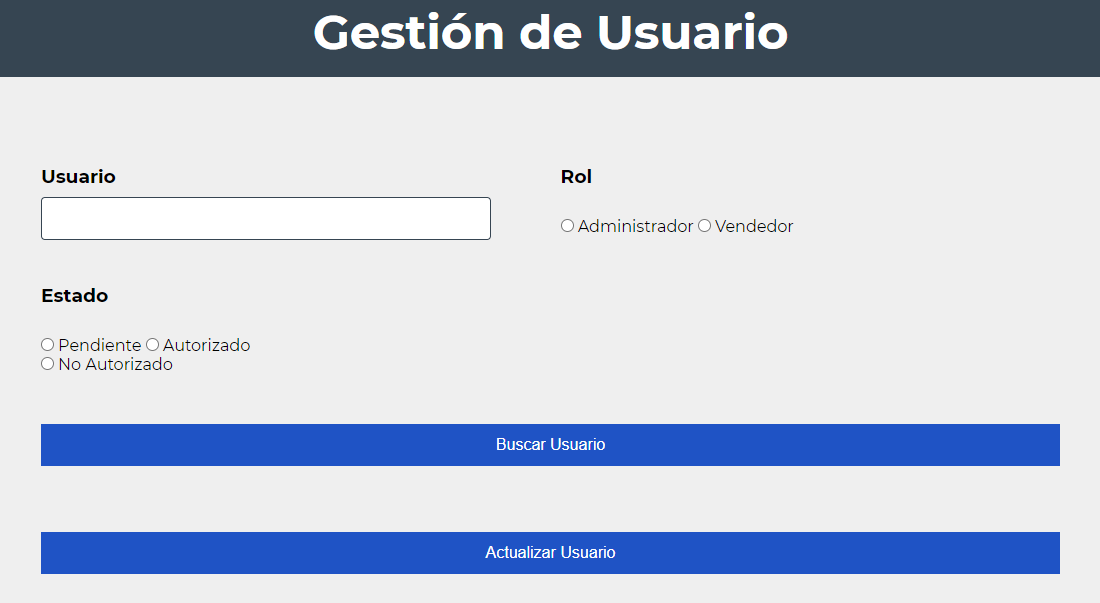 Gestión de Usuario
Usuario
Rol
Administrador Vendedor
Estado
Pendiente Autorizado
No Autorizado
Buscar Usuario
Actualizar Usuario